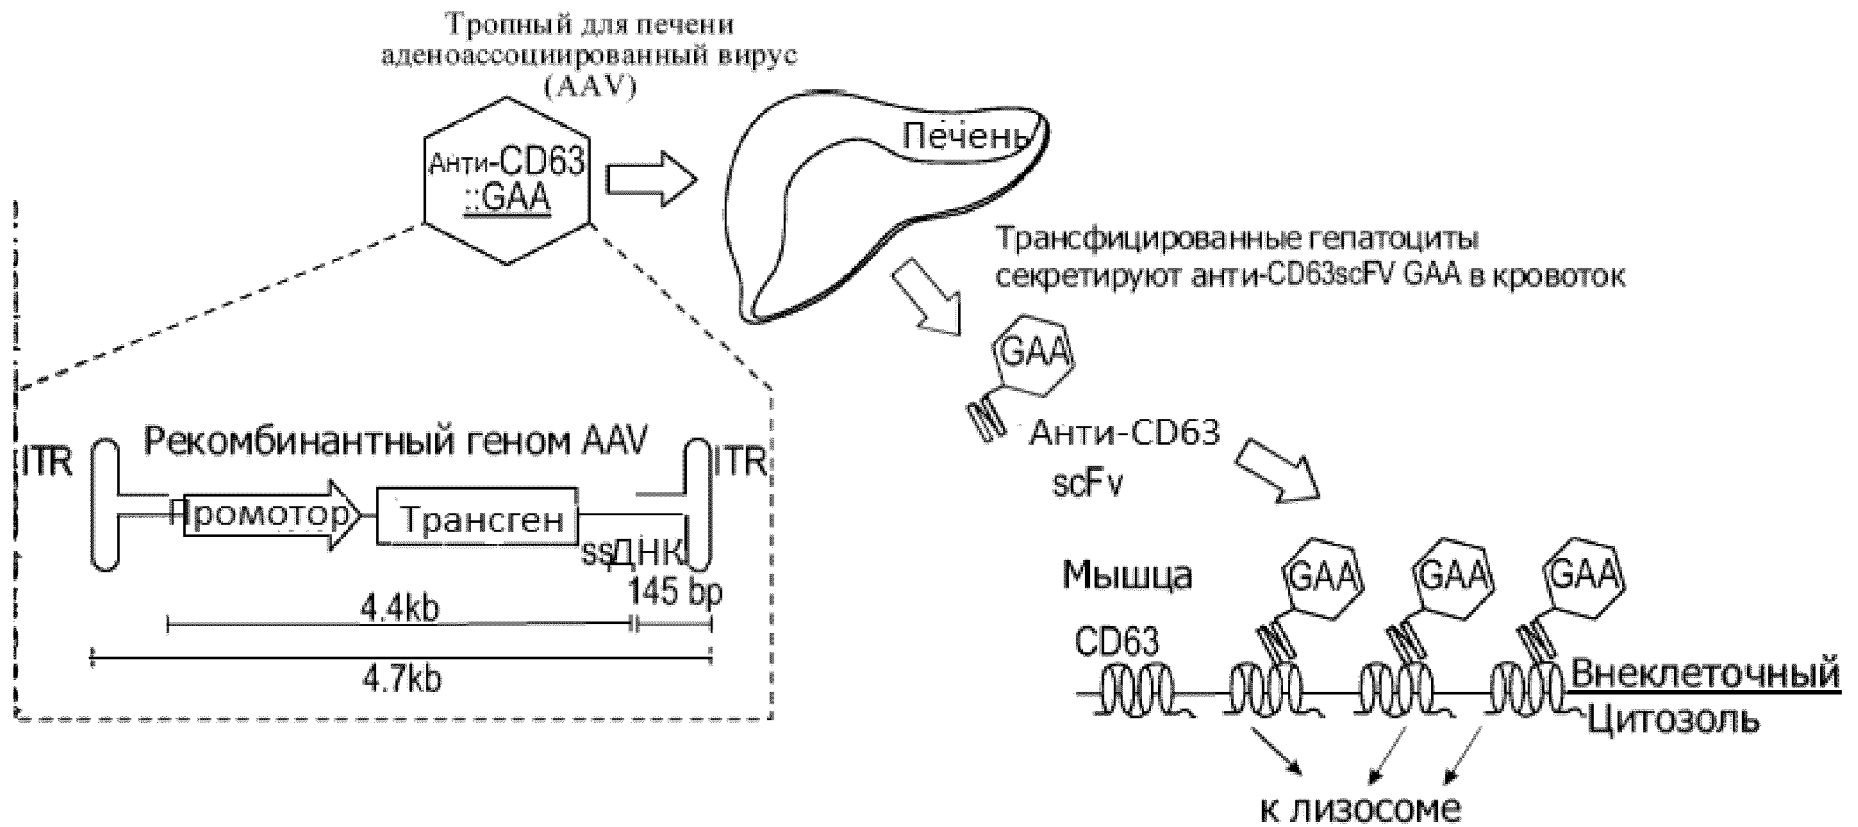 Тропный для печени
аденоассоциированный вирус
(AAV)
Анти-CD63
::GAA
Печень
Трансфицированные гепатоциты
секретируют анти-CD63scFV GAA в кровоток
GAA
Анти-CD63
scFv
Рекомбинантный геном AAV
ITR
ITR
Промотор
Трансген
ssДНК
145 bp
4.4kb
4.7kb
Мышца
GAA
GAA
GAA
CD63
Внеклеточный
Цитозоль
к лизосоме